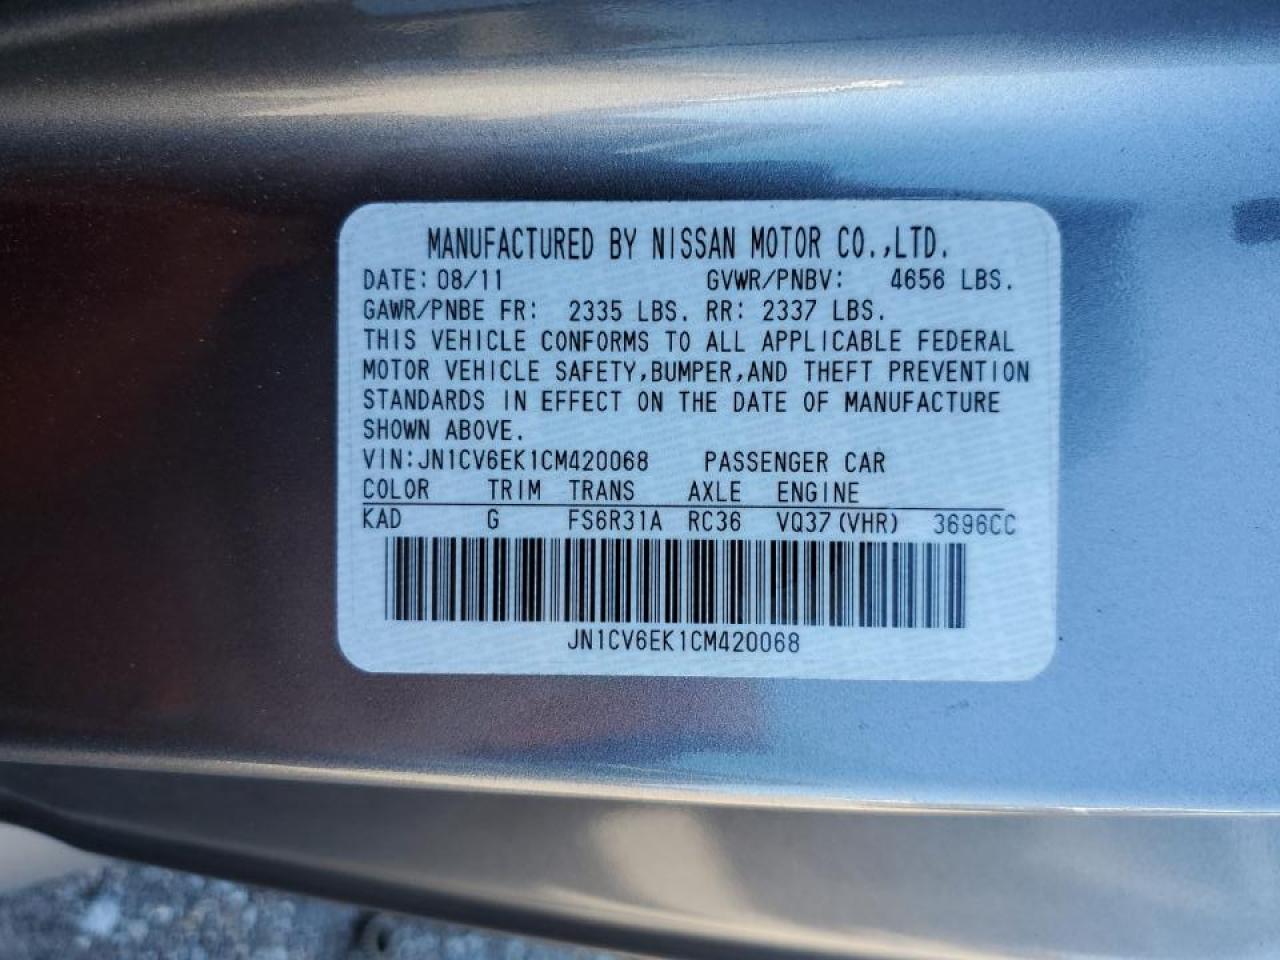 MANUFACTURED BY NISSAN MOTOR CO.,LTD.
DATE: 08/11 GVWR/PNBV: 4656 LBS.
GAWR/PNBE FR: 2335 LBS. RR: 2337 LBS.
THIS VEHICLE CONFORMS TO ALL APPLICABLE FEDERAL
MOTOR VEHICLE SAFETY,BUMPER,AND THEFT PREVENTION
STANDARDS IN EFFECT ON THE DATE OF MANUFACTURE
SHOWN ABOVE.
VIN:JN1CV6EK1CM420068 PASSENGER CAR
COLOR TRIM TRANS AXLE ENGINE
KAD G FS6R31A RC36 VQ37(VHR) 3696CC
JN1CV6EK1CM420068